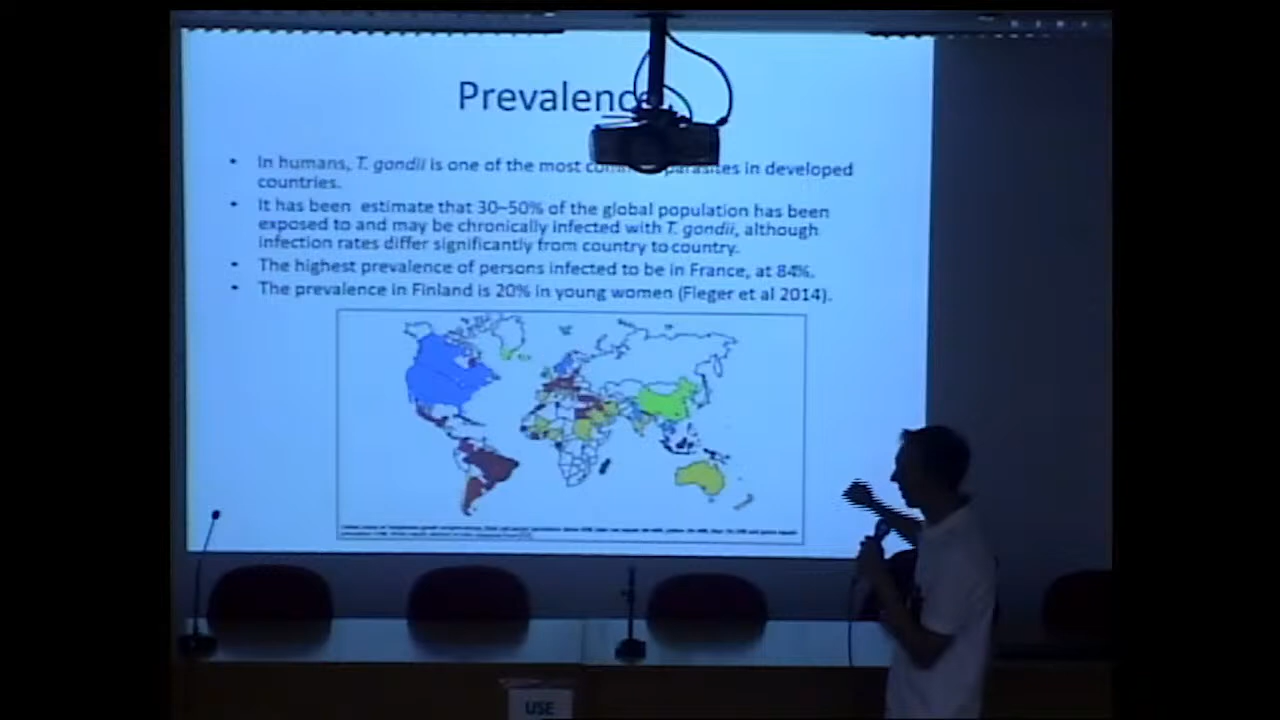 Prevalence
• In humans, T. gondii is one of the most common parasites in developed
countries.
• It has been estimate that 30–50% of the global population has been
exposed to and may be chronically infected with T. gondii, although
infection rates differ significantly from country to country.
• The highest prevalence of persons infected to be in France, at 84%.
• The prevalence in Finland is 20% in young women (Fleger et al 2014).
USE